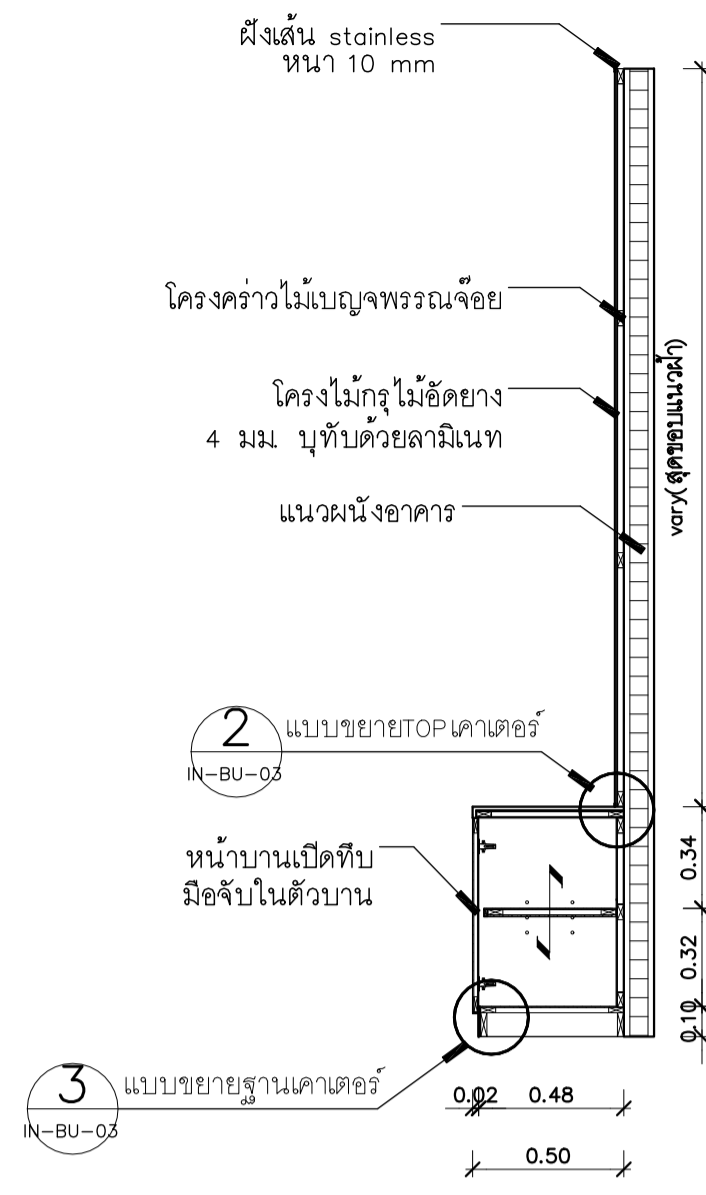 ฝังเส้น stainless
หนา 10 mm
โครงคร่าวไม้เบญจพรรณจ๊อย
โครงไม้กรุไม้อัดยาง
4 มม. บุทับด้วยลามิเนท
แนวผนังอาคาร
vary(สุดขอบแนวฝ้า)
2
IN-BU-03
แบบขยายTOPเคาเตอร์
หน้าบานเปิดทึบ
มือจับในตัวบาน
0.34
0.32
0.10
3
IN-BU-03
แบบขยายฐานเคาเตอร์
0.02
0.48
0.50